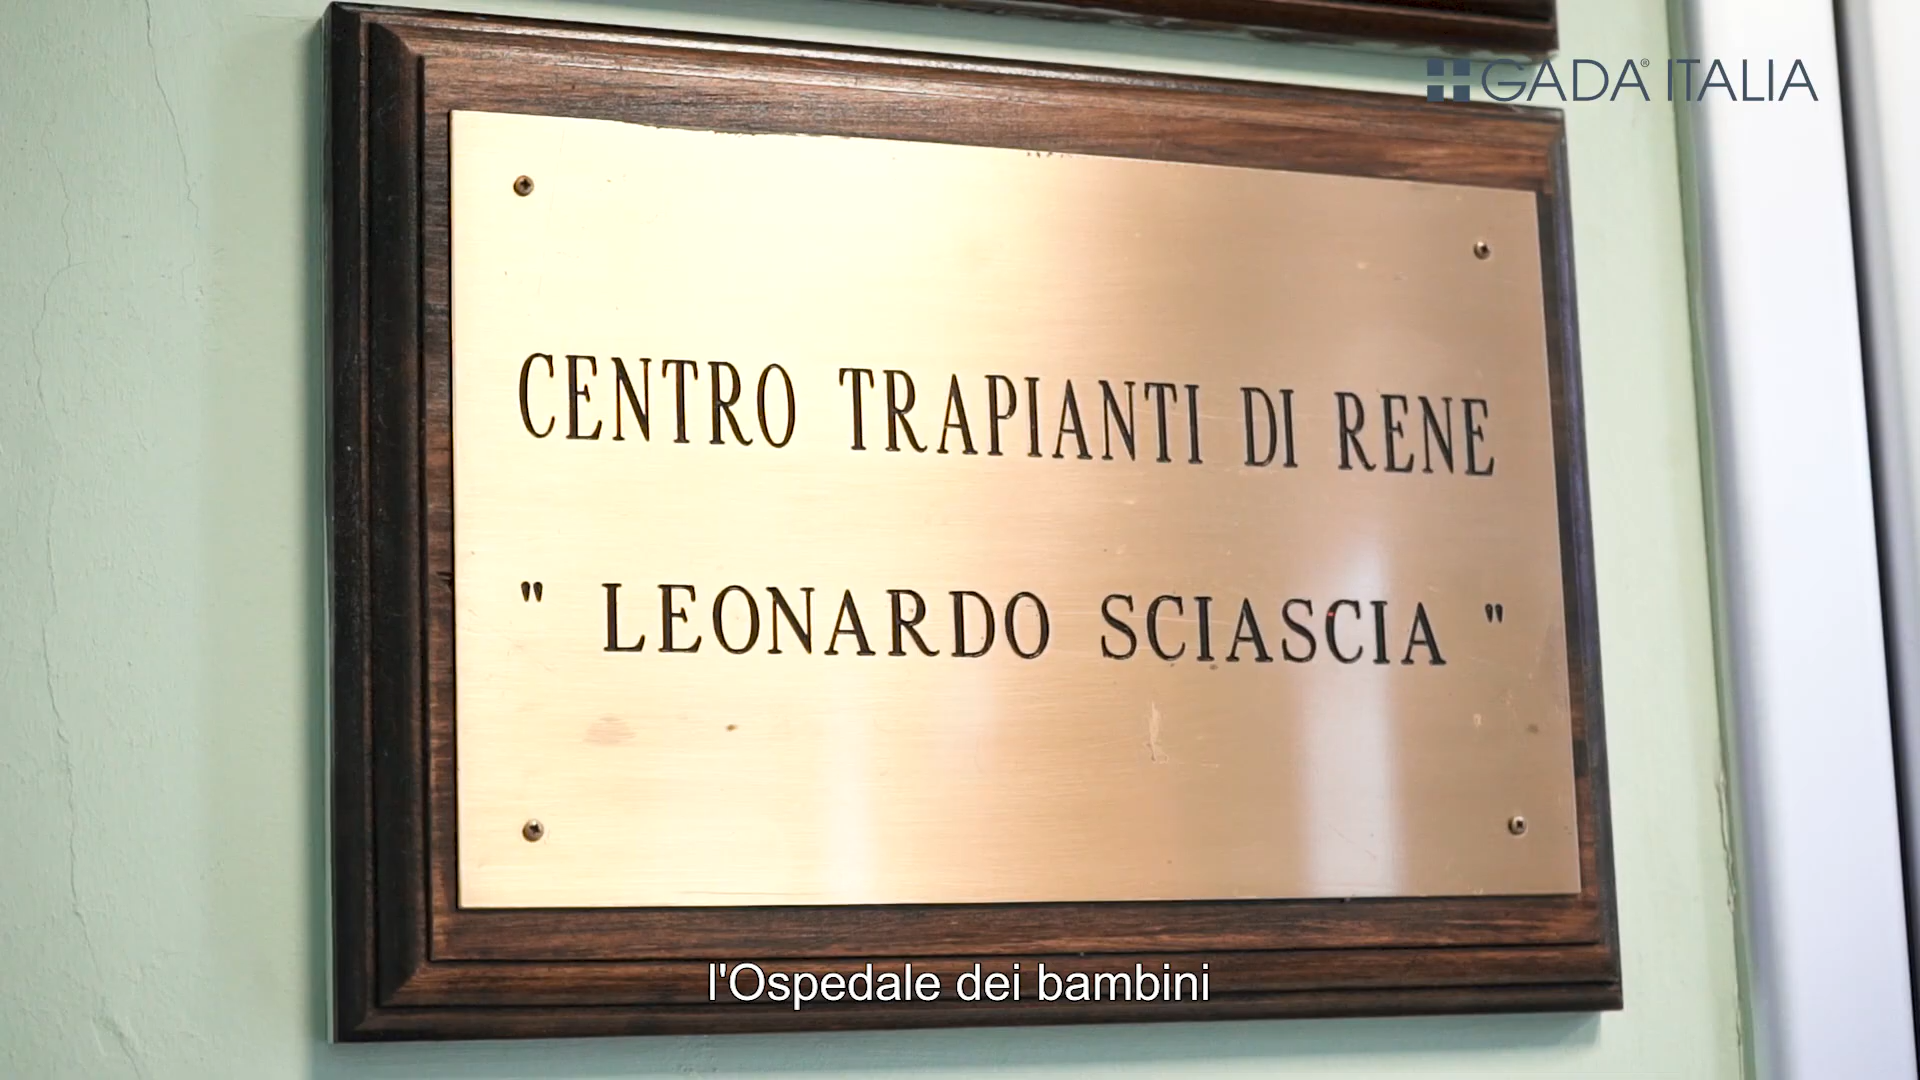 GADA® ITALIA
CENTRO TRAPIANTI DI RENE
" LEONARDO SCIASCIA "
l'Ospedale dei bambini